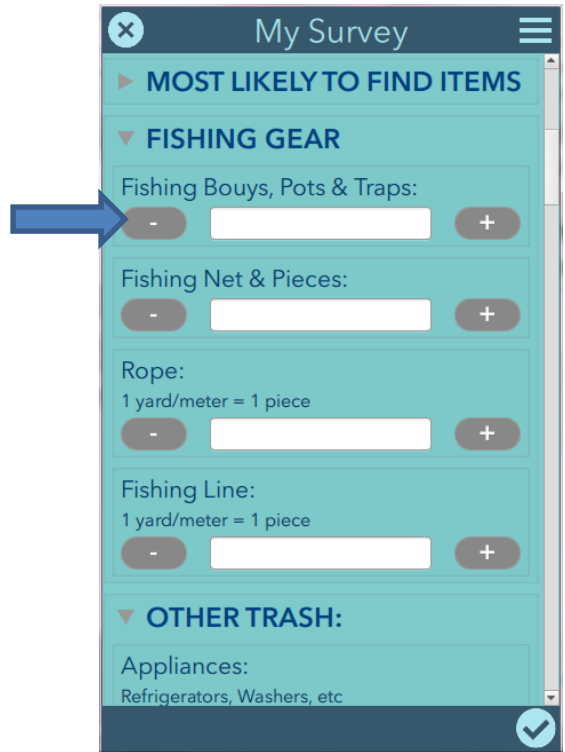 My Survey
MOST LIKELY TO FIND ITEMS
FISHING GEAR
Fishing Bouys, Pots & Traps:
- +
Fishing Net & Pieces:
- +
Rope:
1 yard/meter = 1 piece
- +
Fishing Line:
1 yard/meter = 1 piece
- +
OTHER TRASH:
Appliances:
Refrigerators, Washers, etc